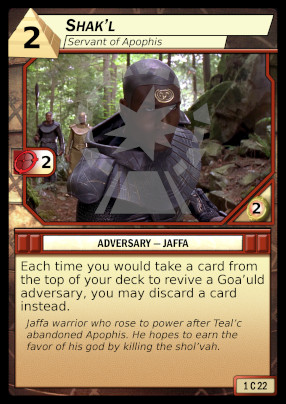 2
SHAK'L
Servant of Apophis
2
2
ADVERSARY – JAFFA
Each time you would take a card from
the top of your deck to revive a Goa'uld
adversary, you may discard a card
instead.
Jaffa warrior who rose to power after Teal'c
abandoned Apophis. He hopes to earn the
favor of his god by killing the shol'vah.
1 C 22